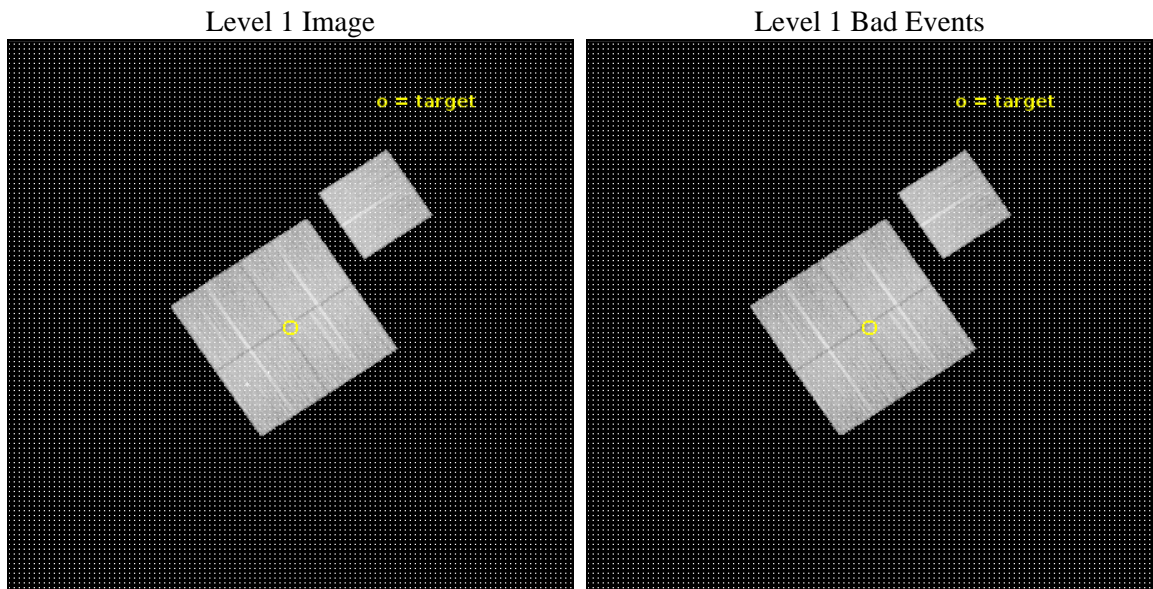 Level 1 Image
Level 1 Bad Events
o = target
o = target